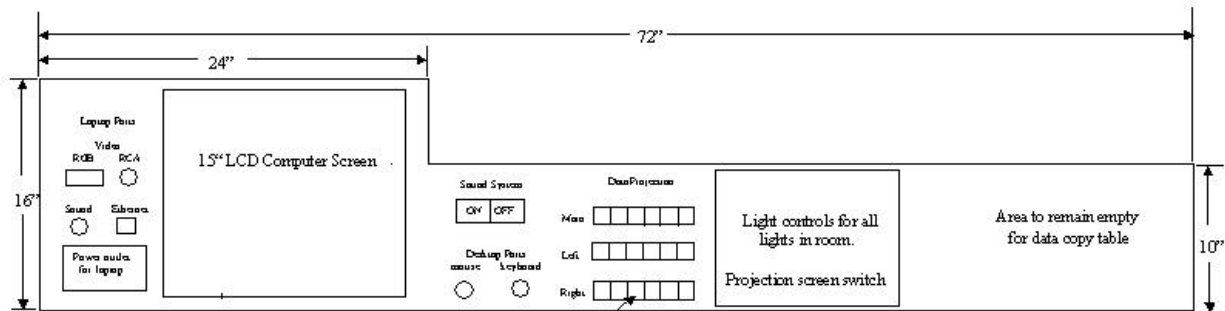 72”
24”
16”
10”
Laptop Ports
Video
RGB RCA
Sound Ethernet
Power outlet
for laptop
15“ LCD Computer Screen
Sound System
ON OFF
Desktop Ports
mouse keyboard
Data Projection
Main
Left
Right
Light controls for all
lights in room.
Projection screen switch
Area to remain empty
for data copy table